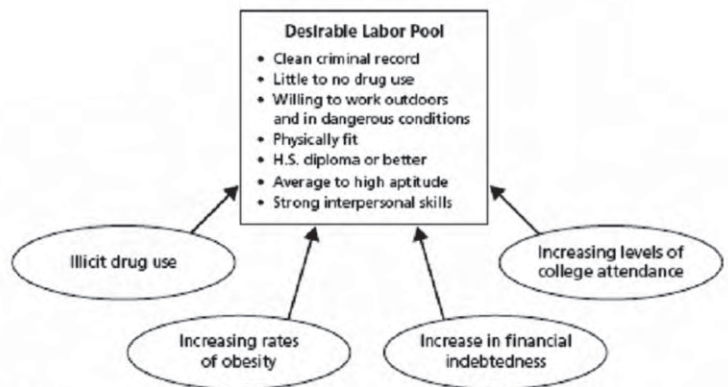 Desirable Labor Pool
• Clean criminal record
• Little to no drug use
• Willing to work outdoors
and in dangerous conditions
• Physically fit
• H.S. diploma or better
• Average to high aptitude
• Strong interpersonal skills
Illicit drug use
Increasing levels of
college attendance
Increasing rates
of obesity
Increase in financial
indebtedness